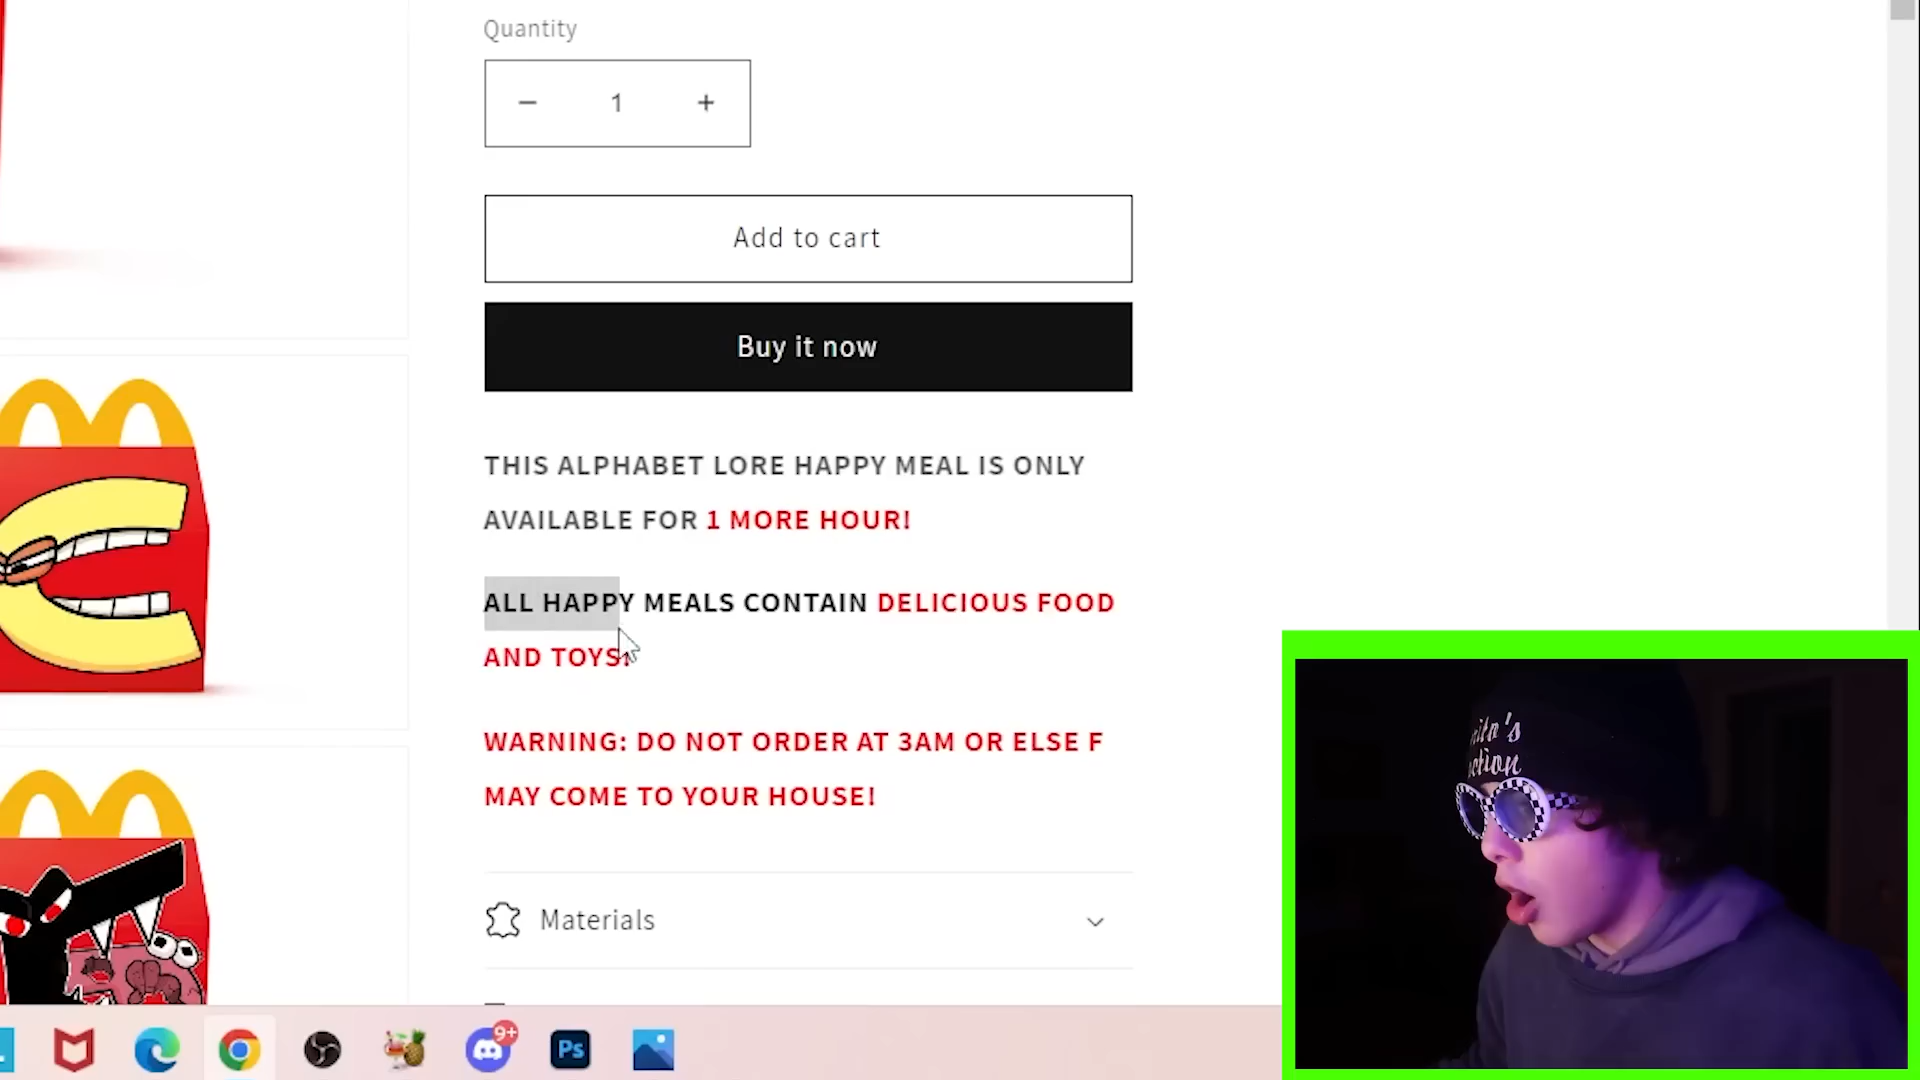 Quantity
− 1 +
Add to cart
Buy it now
THIS ALPHABET LORE HAPPY MEAL IS ONLY
AVAILABLE FOR 1 MORE HOUR!
ALL HAPPY MEALS CONTAIN DELICIOUS FOOD
AND TOYS!
WARNING: DO NOT ORDER AT 3AM OR ELSE F
MAY COME TO YOUR HOUSE!
Materials
9+
Ps